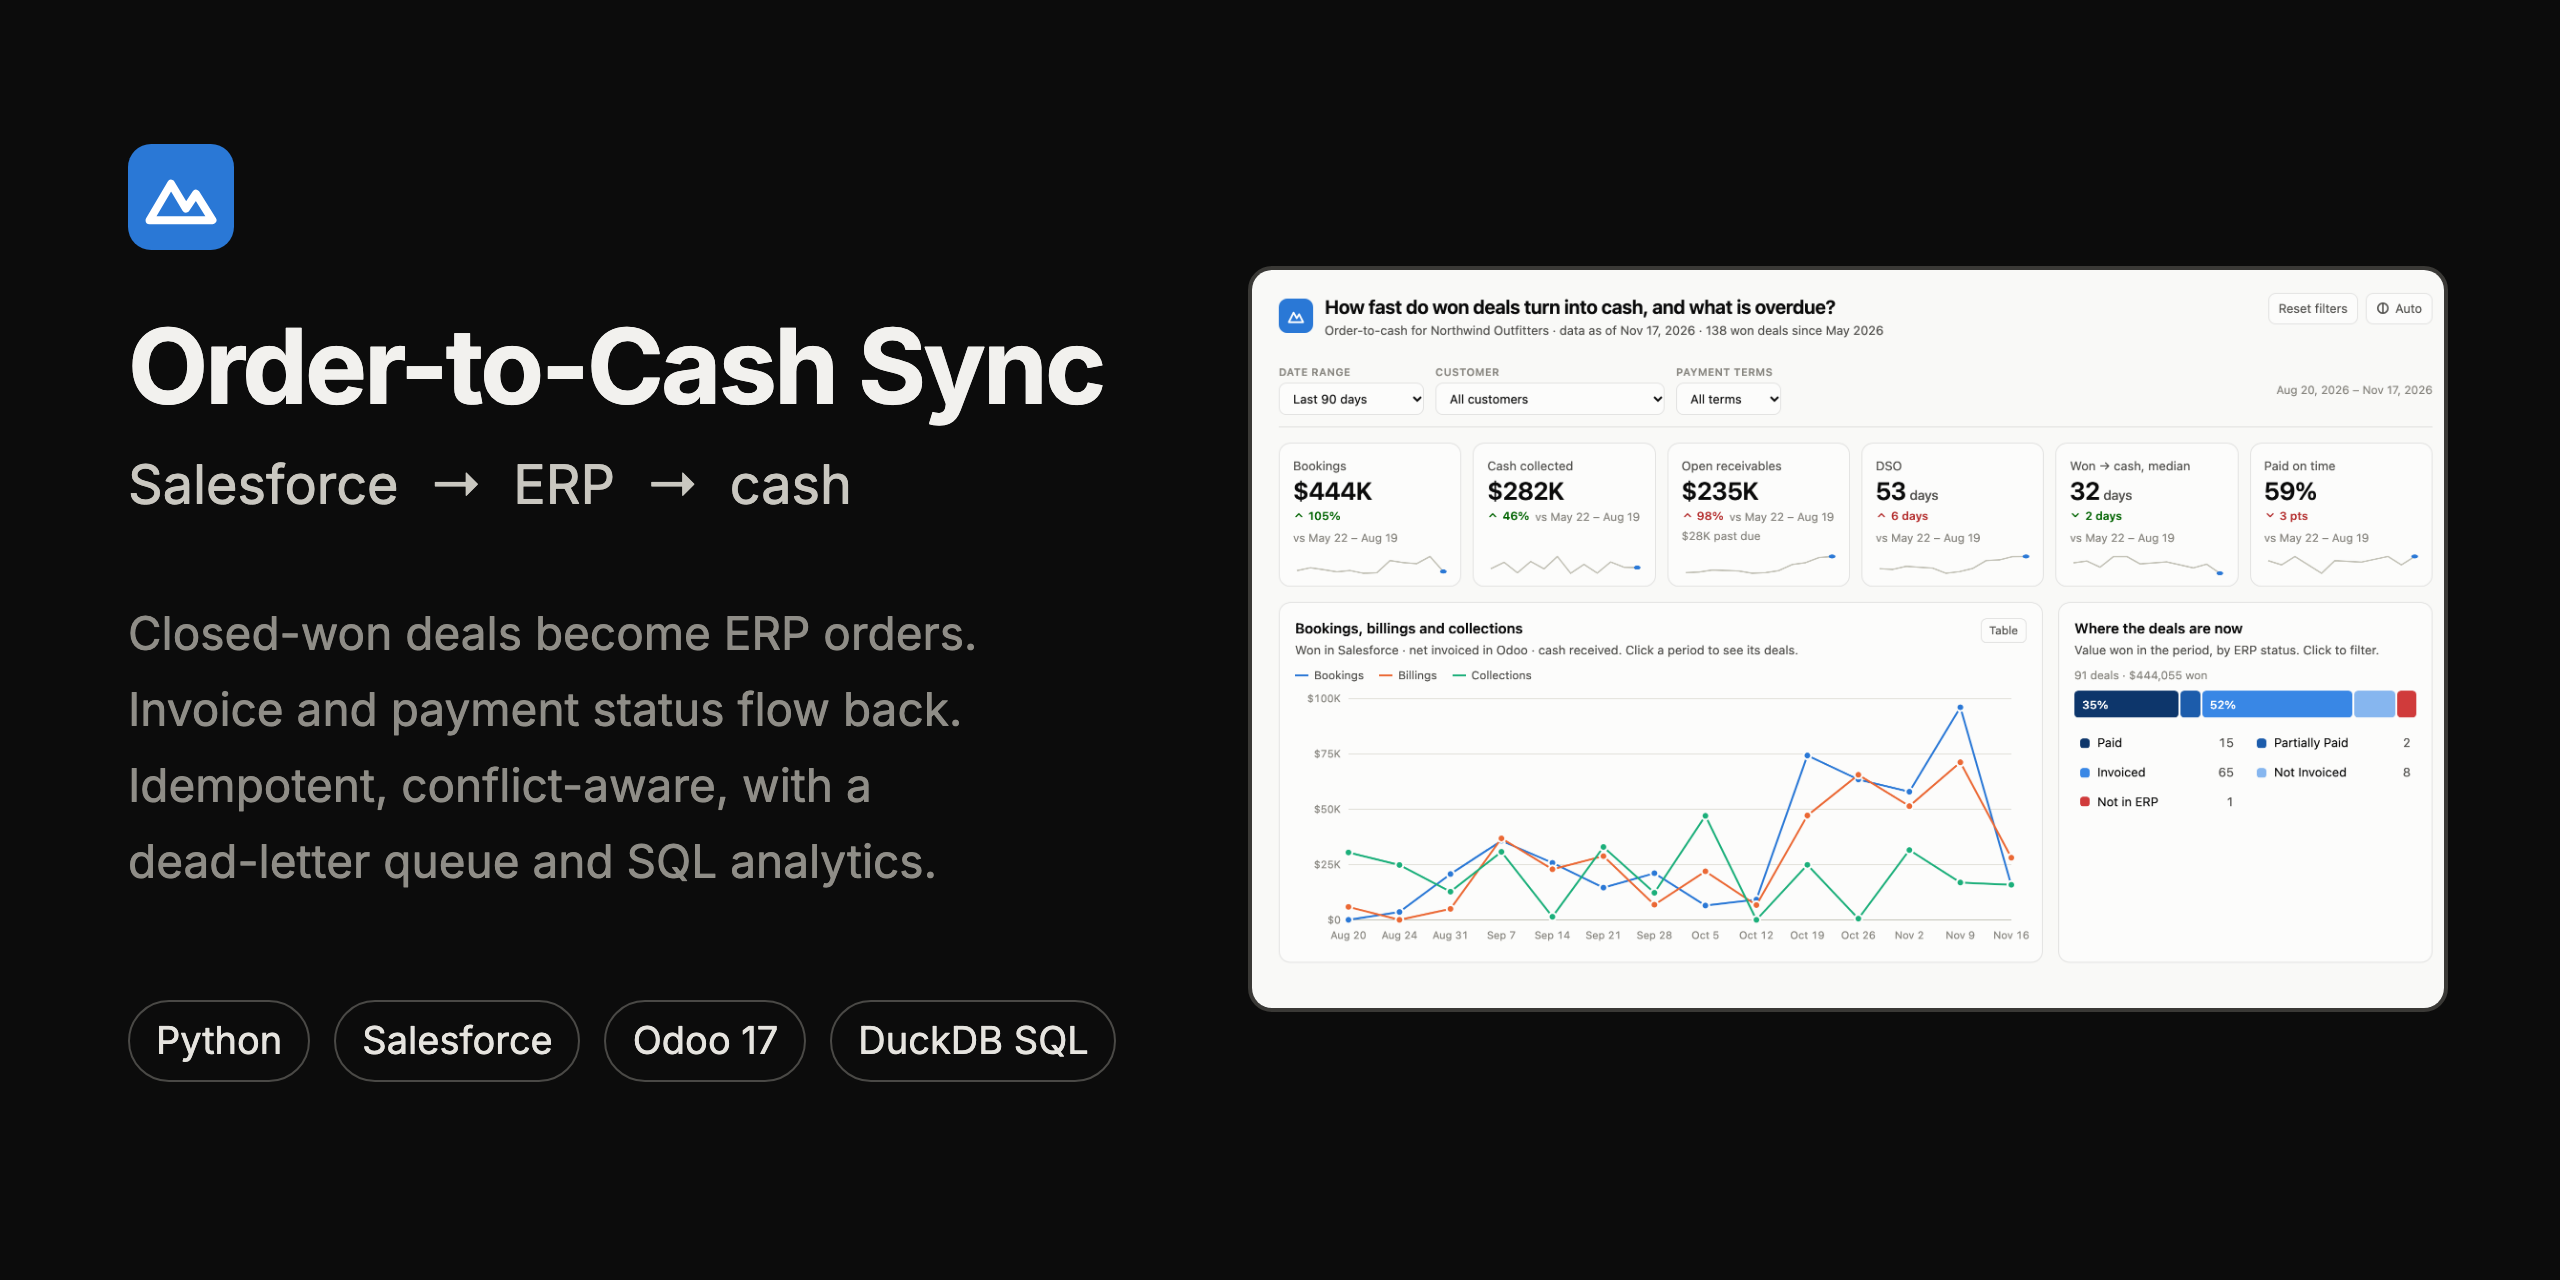 Order-to-Cash Sync
Salesforce → ERP → cash
Closed-won deals become ERP orders.
Invoice and payment status flow back.
Idempotent, conflict-aware, with a
dead-letter queue and SQL analytics.
Python
Salesforce
Odoo 17
DuckDB SQL
How fast do won deals turn into cash, and what is overdue?
Order-to-cash for Northwind Outfitters · data as of Nov 17, 2026 · 138 won deals since May 2026
Reset filters
Auto
DATE RANGE
Last 90 days
CUSTOMER
All customers
PAYMENT TERMS
All terms
Aug 20, 2026 – Nov 17, 2026
Bookings
$444K
105%
vs May 22 – Aug 19
Cash collected
$282K
46% vs May 22 – Aug 19
Open receivables
$235K
98% vs May 22 – Aug 19
$28K past due
DSO
53 days
6 days
vs May 22 – Aug 19
Won → cash, median
32 days
2 days
vs May 22 – Aug 19
Paid on time
59%
3 pts
vs May 22 – Aug 19
Bookings, billings and collections
Won in Salesforce · net invoiced in Odoo · cash received. Click a period to see its deals.
Table
Bookings
Billings
Collections
$100K
$75K
$50K
$25K
$0
Aug 20 Aug 24 Aug 31 Sep 7 Sep 14 Sep 21 Sep 28 Oct 5 Oct 12 Oct 19 Oct 26 Nov 2 Nov 9 Nov 16
Where the deals are now
Value won in the period, by ERP status. Click to filter.
91 deals · $444,055 won
35% 52%
Paid 15
Partially Paid 2
Invoiced 65
Not Invoiced 8
Not in ERP 1